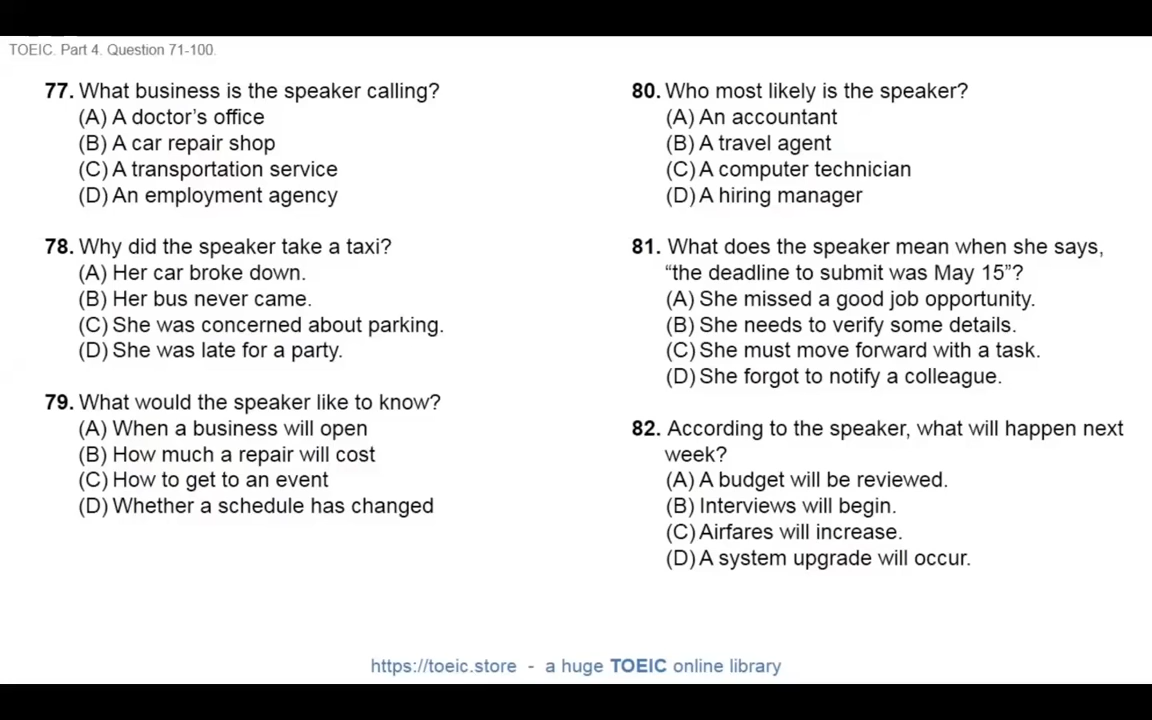 TOEIC. Part 4. Question 71-100.
77. What business is the speaker calling?
(A) A doctor's office
(B) A car repair shop
(C) A transportation service
(D) An employment agency
78. Why did the speaker take a taxi?
(A) Her car broke down.
(B) Her bus never came.
(C) She was concerned about parking.
(D) She was late for a party.
79. What would the speaker like to know?
(A) When a business will open
(B) How much a repair will cost
(C) How to get to an event
(D) Whether a schedule has changed
80. Who most likely is the speaker?
(A) An accountant
(B) A travel agent
(C) A computer technician
(D) A hiring manager
81. What does the speaker mean when she says,
“the deadline to submit was May 15”?
(A) She missed a good job opportunity.
(B) She needs to verify some details.
(C) She must move forward with a task.
(D) She forgot to notify a colleague.
82. According to the speaker, what will happen next
week?
(A) A budget will be reviewed.
(B) Interviews will begin.
(C) Airfares will increase.
(D) A system upgrade will occur.
https://toeic.store - a huge TOEIC online library